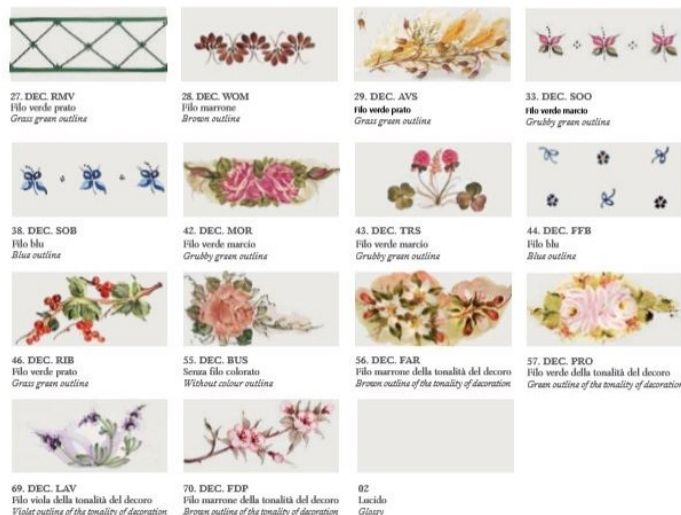 27. DEC. RMV
Filo verde prato
Grass green outline
28. DEC. WOM
Filo marrone
Brown outline
29. DEC. AVS
Filo verde prato
Grass green outline
33. DEC. SOO
Filo verde marcio
Grubby green outline
38. DEC. SOB
Filo blu
Blue outline
42. DEC. MOR
Filo verde marcio
Grubby green outline
43. DEC. TRS
Filo verde marcio
Grubby green outline
44. DEC. FFB
Filo blu
Blue outline
46. DEC. RIB
Filo verde prato
Grass green outline
55. DEC. BUS
Senza filo colorato
Without colour outline
56. DEC. FAR
Filo marrone della tonalità del decoro
Brown outline of the tonality of decoration
57. DEC. PRO
Filo verde della tonalità del decoro
Green outline of the tonality of decoration
69. DEC. LAV
Filo viola della tonalità del decoro
Violet outline of the tonality of decoration
70. DEC. FDP
Filo marrone della tonalità del decoro
Brown outline of the tonality of decoration
02
Lucido
Glossy